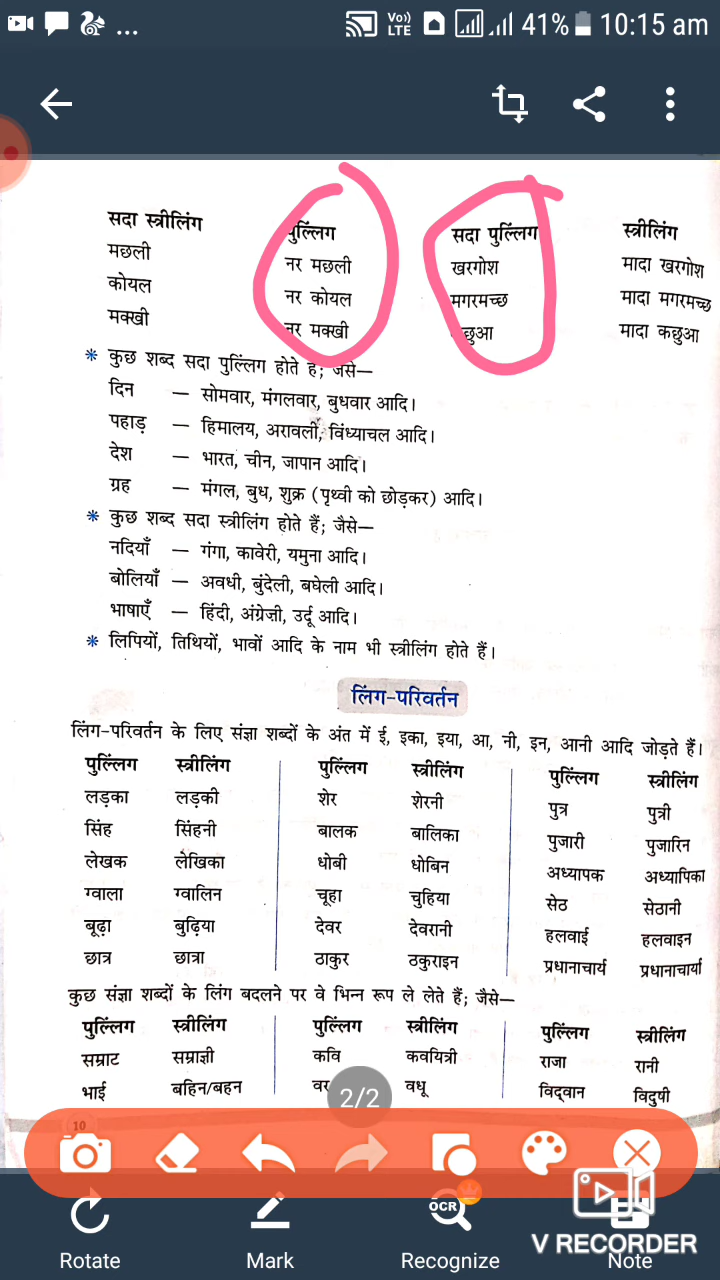 ... Vo)) LTE 41% 10:15 am
सदा स्त्रीलिंग पुल्लिंग सदा पुल्लिंग स्त्रीलिंग
मछली नर मछली खरगोश मादा खरगोश
कोयल नर कोयल मगरमच्छ मादा मगरमच्छ
मक्खी नर मक्खी कछुआ मादा कछुआ
* कुछ शब्द सदा पुल्लिंग होते हैं; जैसे—
दिन — सोमवार, मंगलवार, बुधवार आदि।
पहाड़ — हिमालय, अरावली, विंध्याचल आदि।
देश — भारत, चीन, जापान आदि।
ग्रह — मंगल, बुध, शुक्र (पृथ्वी को छोड़कर) आदि।
* कुछ शब्द सदा स्त्रीलिंग होते हैं; जैसे—
नदियाँ — गंगा, कावेरी, यमुना आदि।
बोलियाँ — अवधी, बुंदेली, बघेली आदि।
भाषाएँ — हिंदी, अंग्रेज़ी, उर्दू आदि।
* लिपियों, तिथियों, भावों आदि के नाम भी स्त्रीलिंग होते हैं।
लिंग-परिवर्तन
लिंग-परिवर्तन के लिए संज्ञा शब्दों के अंत में ई, इका, इया, आ, नी, इन, आनी आदि जोड़ते हैं।
पुल्लिंग स्त्रीलिंग पुल्लिंग स्त्रीलिंग पुल्लिंग स्त्रीलिंग
लड़का लड़की शेर शेरनी पुत्र पुत्री
सिंह सिंहनी बालक बालिका पुजारी पुजारिन
लेखक लेखिका धोबी धोबिन अध्यापक अध्यापिका
ग्वाला ग्वालिन चूहा चुहिया सेठ सेठानी
बूढ़ा बुढ़िया देवर देवरानी हलवाई हलवाइन
छात्र छात्रा ठाकुर ठकुराइन प्रधानाचार्य प्रधानाचार्या
कुछ संज्ञा शब्दों के लिंग बदलने पर वे भिन्न रूप ले लेते हैं; जैसे—
पुल्लिंग स्त्रीलिंग पुल्लिंग स्त्रीलिंग पुल्लिंग स्त्रीलिंग
सम्राट सम्राज्ञी कवि कवयित्री राजा रानी
भाई बहिन/बहन वर वधू विद्वान विदुषी
2/2
10
OCR
V RECORDER
Rotate Mark Recognize Note